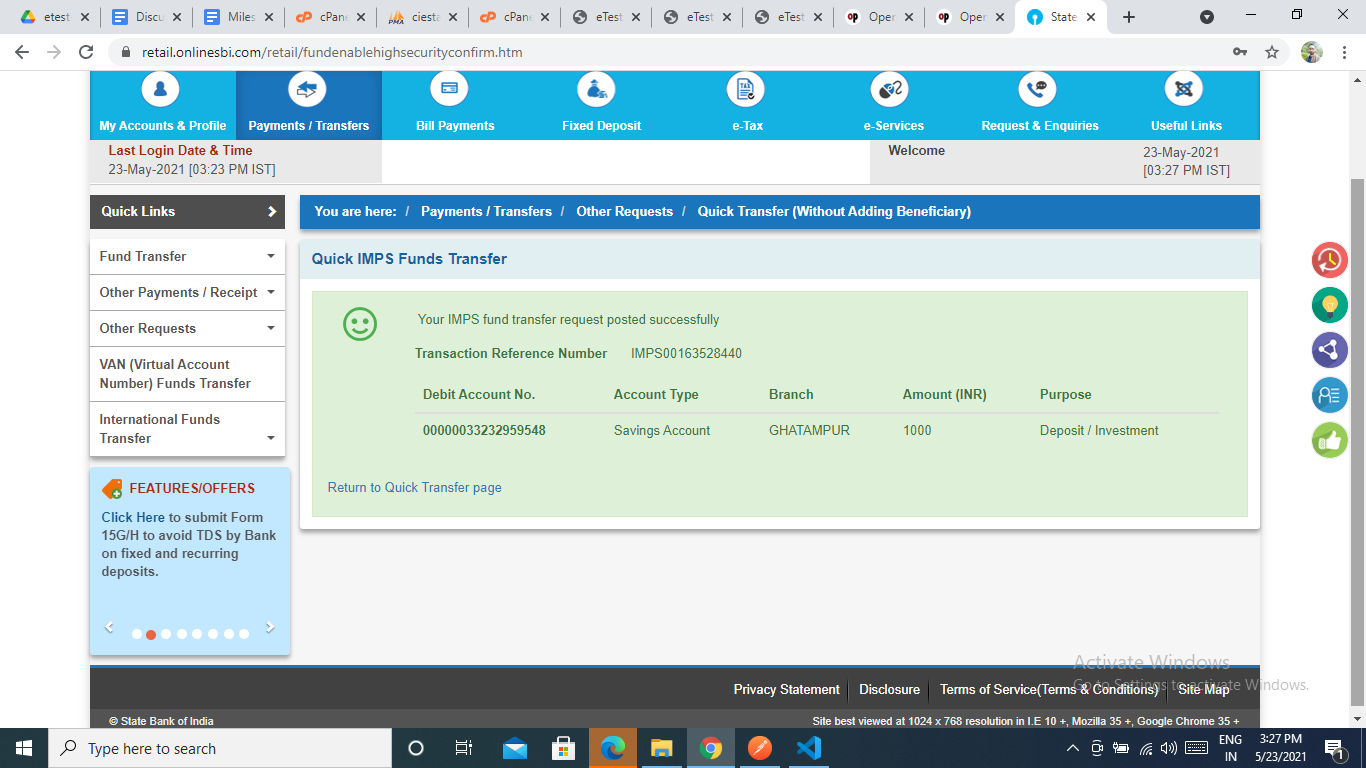 etest
Discu
Miles
cPane
ciesta
cPane
eTest
eTest
eTest
Oper
Oper
State
retail.onlinesbi.com/retail/fundenablehighsecurityconfirm.htm
My Accounts & Profile
Payments / Transfers
Bill Payments
Fixed Deposit
e-Tax
e-Services
Request & Enquiries
Useful Links
Last Login Date & Time
23-May-2021 [03:23 PM IST]
Welcome
23-May-2021
[03:27 PM IST]
Quick Links
You are here: / Payments / Transfers / Other Requests / Quick Transfer (Without Adding Beneficiary)
Fund Transfer
Other Payments / Receipt
Other Requests
VAN (Virtual Account
Number) Funds Transfer
International Funds
Transfer
Quick IMPS Funds Transfer
Your IMPS fund transfer request posted successfully
Transaction Reference Number IMPS00163528440
Debit Account No. Account Type Branch Amount (INR) Purpose
00000033232959548 Savings Account GHATAMPUR 1000 Deposit / Investment
Return to Quick Transfer page
FEATURES/OFFERS
Click Here to submit Form
15G/H to avoid TDS by Bank
on fixed and recurring
deposits.
Activate Windows
Go to Settings to activate Windows.
Privacy Statement
Disclosure
Terms of Service(Terms & Conditions)
Site Map
© State Bank of India
Site best viewed at 1024 x 768 resolution in I.E 10 +, Mozilla 35 +, Google Chrome 35 +
Type here to search
ENG
IN
3:27 PM
5/23/2021
1